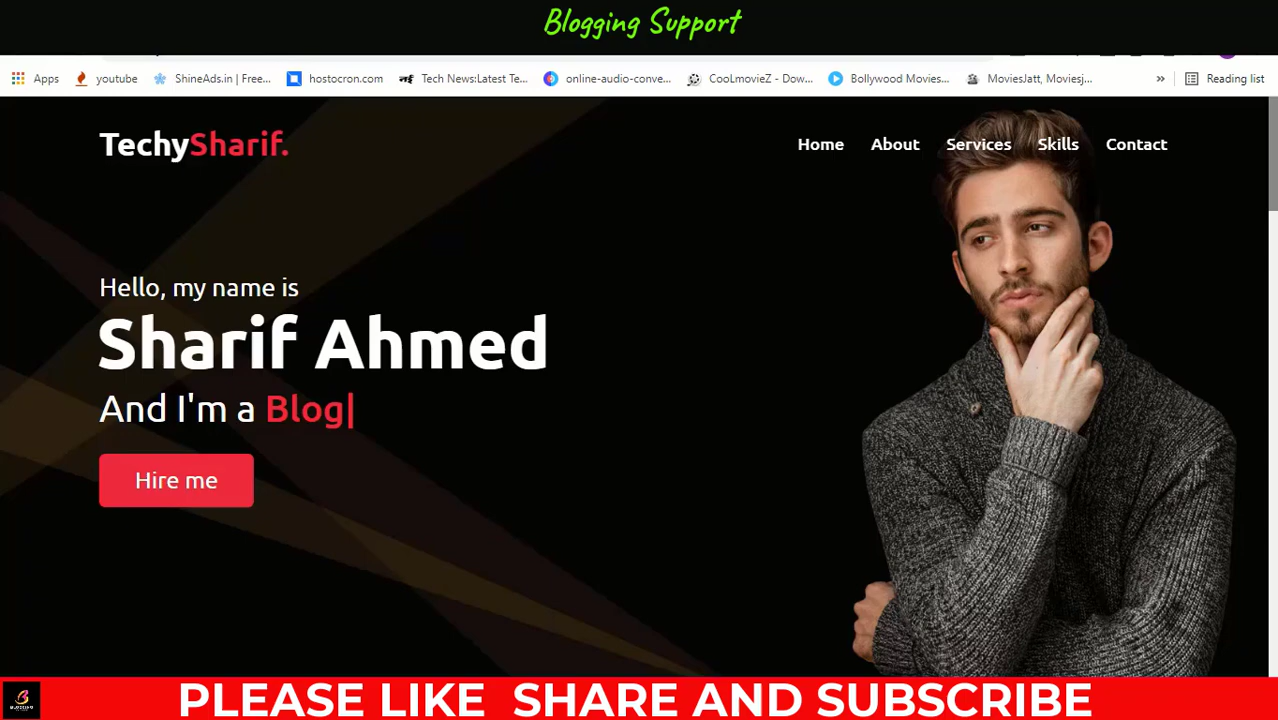 Blogging Support
Apps youtube ShineAds.in | Free... hostocron.com Tech News:Latest Te... online-audio-conve... CoolmovieZ - Dow... Bollywood Movies... MoviesJatt, Moviesj... » Reading list
TechySharif. Home About Services Skills Contact
Hello, my name is
Sharif Ahmed
And I'm a Blog|
Hire me
PLEASE LIKE SHARE AND SUBSCRIBE